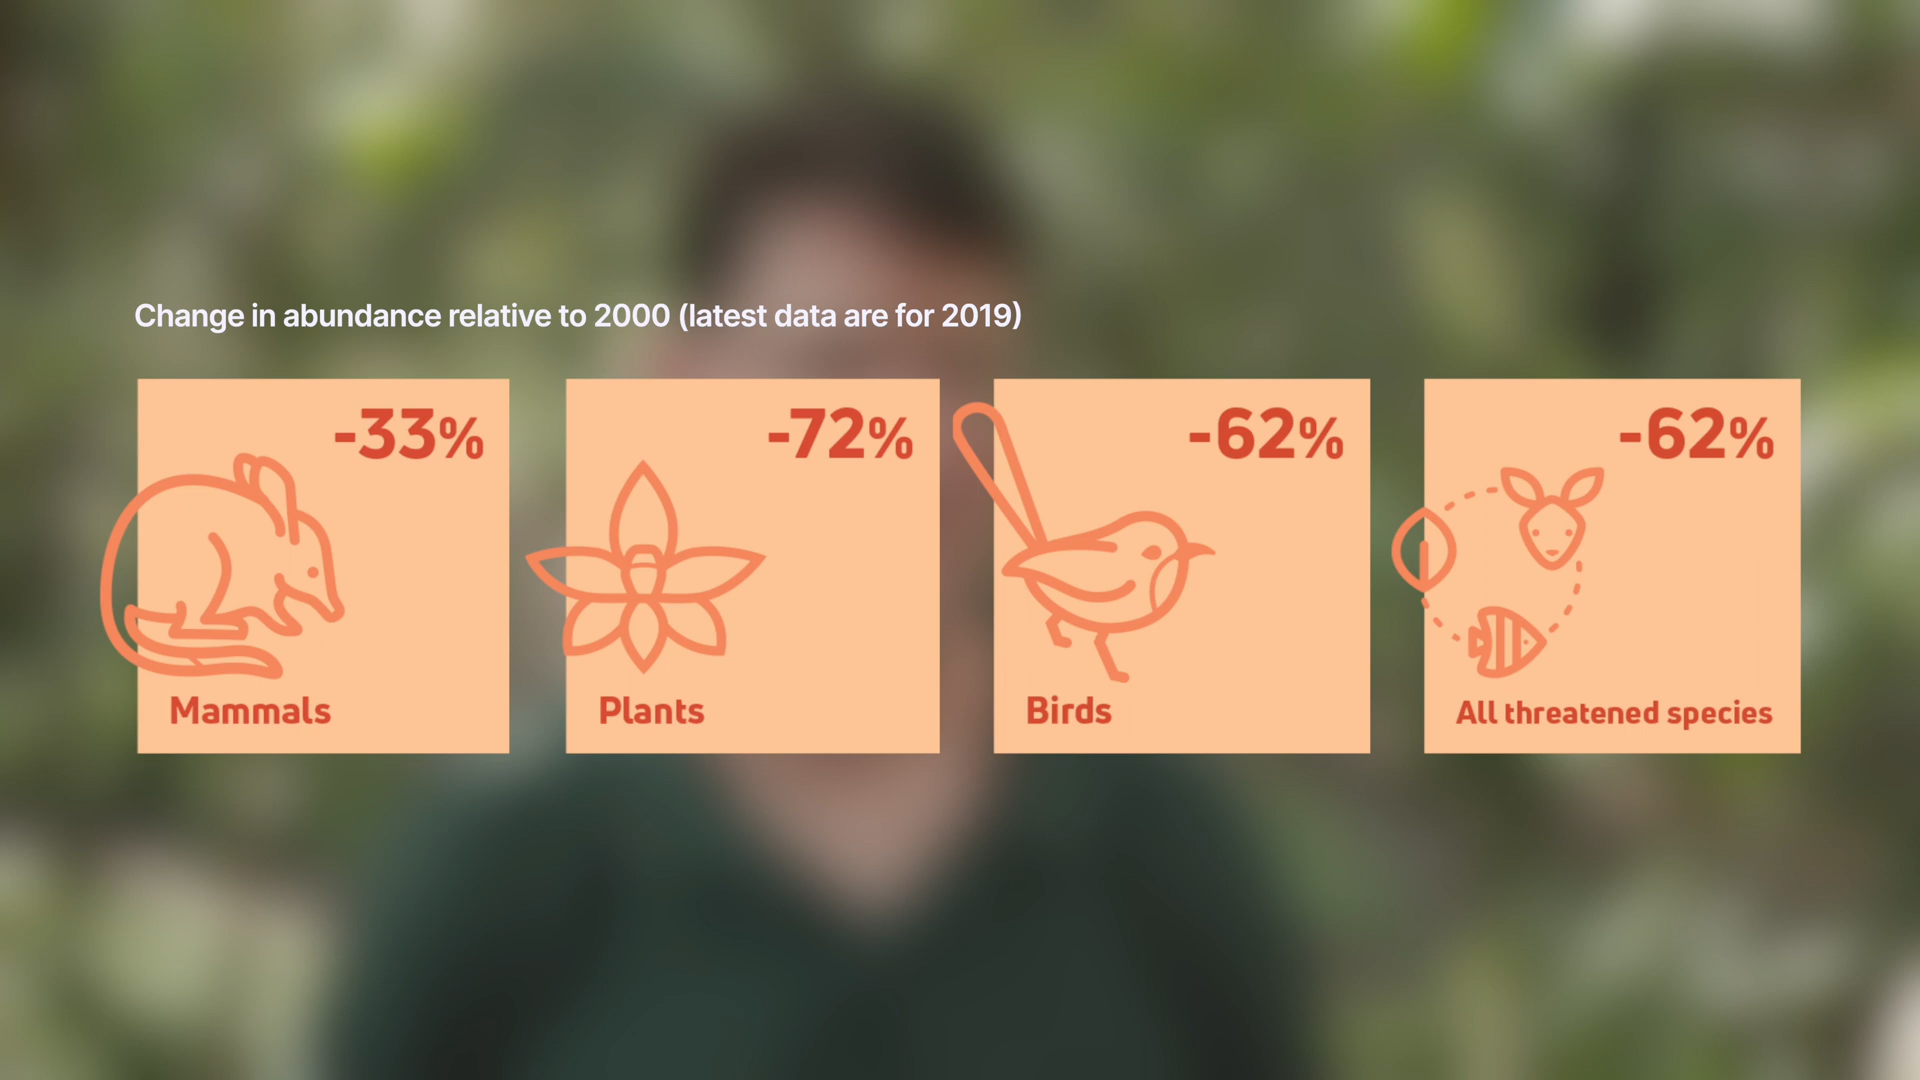 Change in abundance relative to 2000 (latest data are for 2019)
-33%
Mammals
-72%
Plants
-62%
Birds
-62%
All threatened species